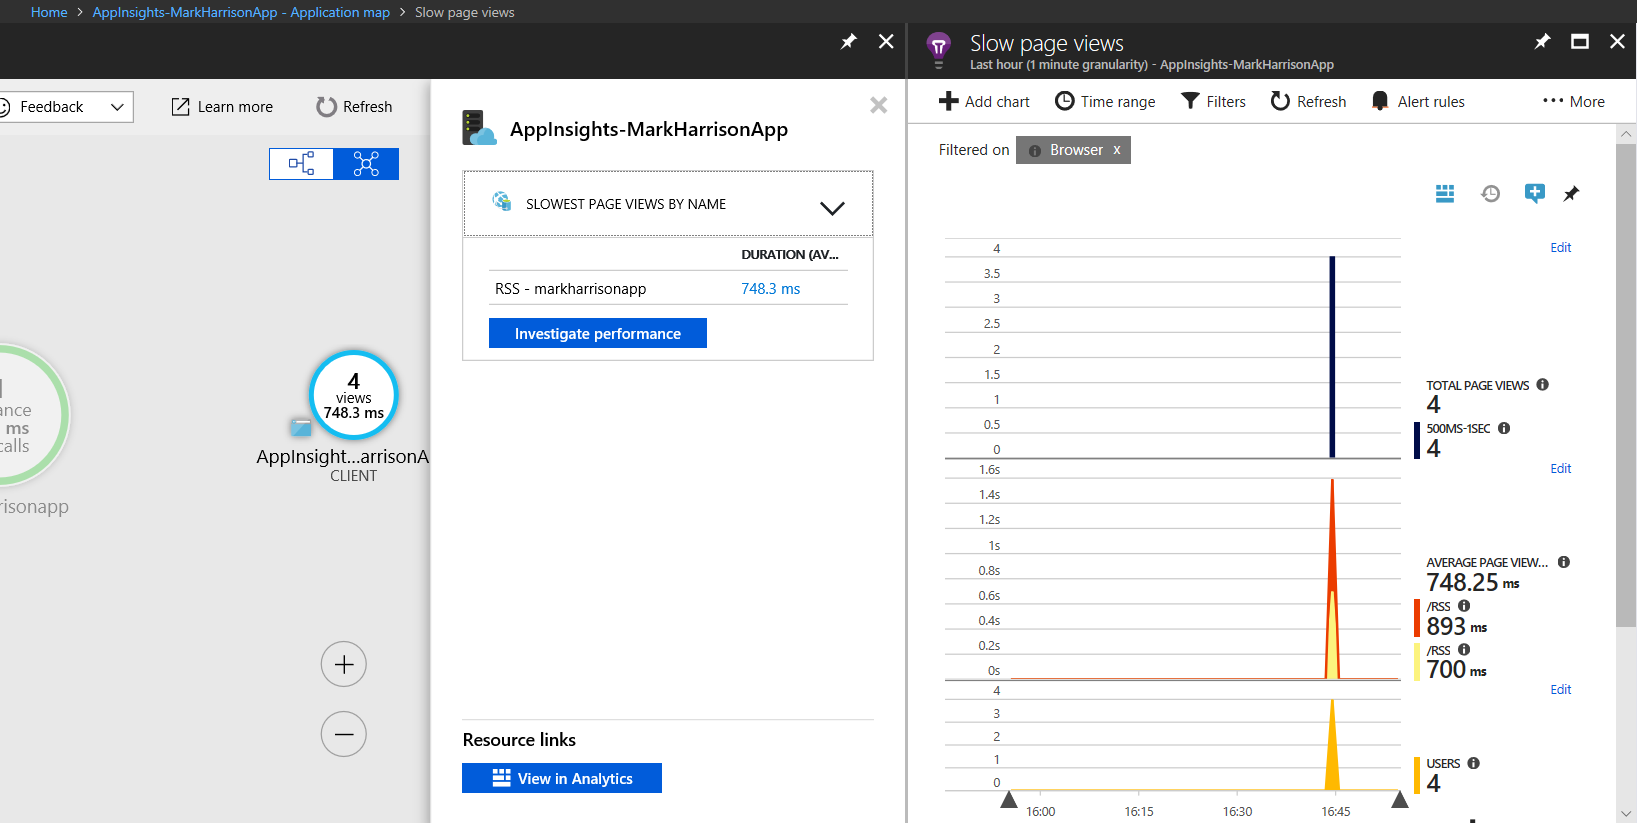 Home > AppInsights-MarkHarrisonApp - Application map > Slow page views
Feedback
Learn more
Refresh
ance
ms
calls
risonapp
4
views
748.3 ms
AppInsight...arrisonA
CLIENT
AppInsights-MarkHarrisonApp
SLOWEST PAGE VIEWS BY NAME
DURATION (AV...
RSS - markharrisonapp 748.3 ms
Investigate performance
Resource links
View in Analytics
Slow page views
Last hour (1 minute granularity) - AppInsights-MarkHarrisonApp
Add chart
Time range
Filters
Refresh
Alert rules
More
Filtered on Browser x
Edit
4
3.5
3
2.5
2
1.5
1
0.5
0
TOTAL PAGE VIEWS
4
500MS-1SEC
4
Edit
1.6s
1.4s
1.2s
1s
0.8s
0.6s
0.4s
0.2s
0s
AVERAGE PAGE VIEW...
748.25 ms
/RSS
893 ms
/RSS
700 ms
Edit
4
3
2
1
0
USERS
4
16:00 16:15 16:30 16:45